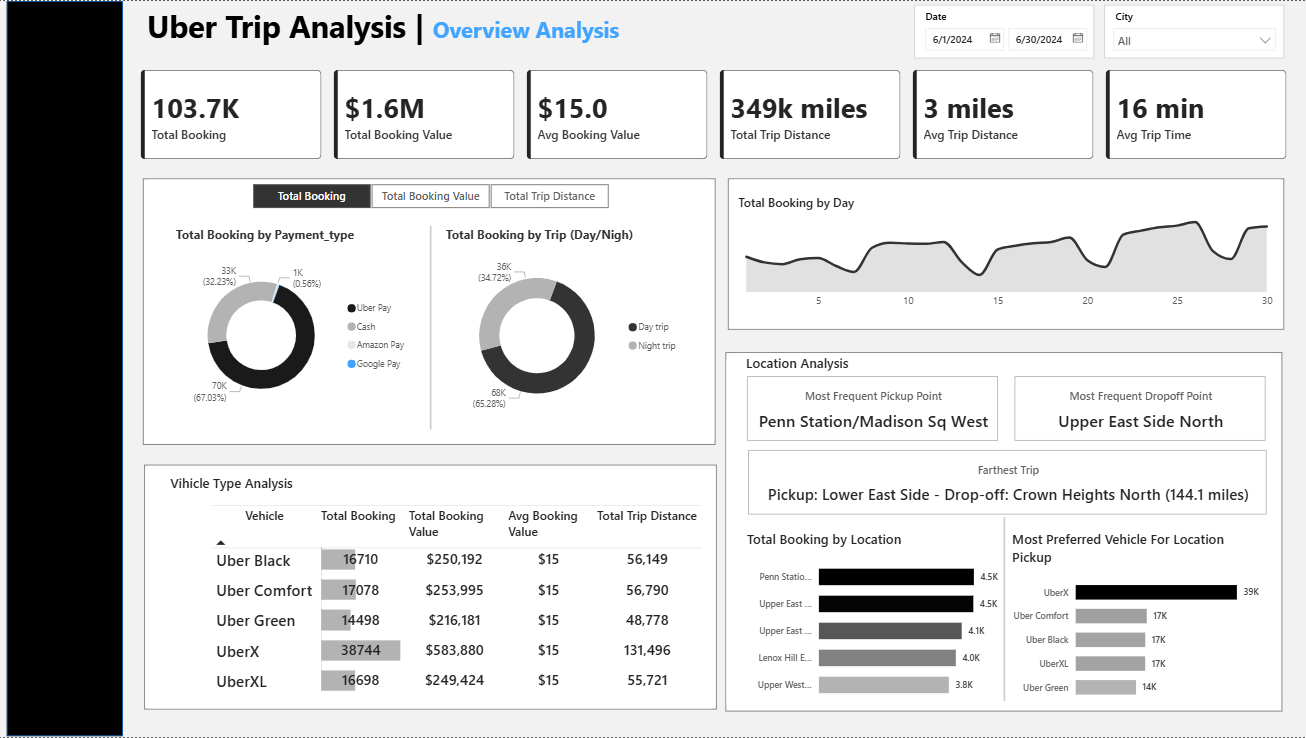 Uber Trip Analysis | Overview Analysis
Date
6/1/2024 6/30/2024
City
All
103.7K
Total Booking
$1.6M
Total Booking Value
$15.0
Avg Booking Value
349k miles
Total Trip Distance
3 miles
Avg Trip Distance
16 min
Avg Trip Time
Total Booking Total Booking Value Total Trip Distance
Total Booking by Payment_type
33K
(32.23%)
1K
(0.56%)
70K
(67.03%)
Uber Pay
Cash
Amazon Pay
Google Pay
Total Booking by Trip (Day/Nigh)
36K
(34.72%)
68K
(65.28%)
Day trip
Night trip
Total Booking by Day
5 10 15 20 25 30
Vihicle Type Analysis
Vehicle Total Booking Total Booking Value Avg Booking Value Total Trip Distance
Uber Black 16710 $250,192 $15 56,149
Uber Comfort 17078 $253,995 $15 56,790
Uber Green 14498 $216,181 $15 48,778
UberX 38744 $583,880 $15 131,496
UberXL 16698 $249,424 $15 55,721
Location Analysis
Most Frequent Pickup Point
Penn Station/Madison Sq West
Most Frequent Dropoff Point
Upper East Side North
Farthest Trip
Pickup: Lower East Side - Drop-off: Crown Heights North (144.1 miles)
Total Booking by Location
Penn Statio... 4.5K
Upper East ... 4.5K
Upper East ... 4.1K
Lenox Hill E... 4.0K
Upper West... 3.8K
Most Preferred Vehicle For Location
Pickup
UberX 39K
Uber Comfort 17K
Uber Black 17K
UberXL 17K
Uber Green 14K